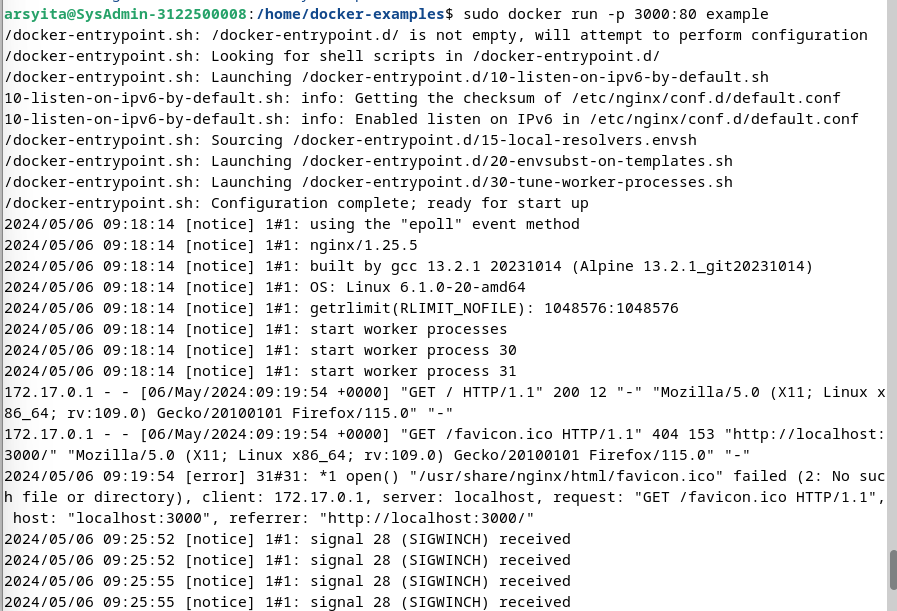 arsyita@SysAdmin-3122500008:/home/docker-examples$ sudo docker run -p 3000:80 example
/docker-entrypoint.sh: /docker-entrypoint.d/ is not empty, will attempt to perform configuration
/docker-entrypoint.sh: Looking for shell scripts in /docker-entrypoint.d/
/docker-entrypoint.sh: Launching /docker-entrypoint.d/10-listen-on-ipv6-by-default.sh
10-listen-on-ipv6-by-default.sh: info: Getting the checksum of /etc/nginx/conf.d/default.conf
10-listen-on-ipv6-by-default.sh: info: Enabled listen on IPv6 in /etc/nginx/conf.d/default.conf
/docker-entrypoint.sh: Sourcing /docker-entrypoint.d/15-local-resolvers.envsh
/docker-entrypoint.sh: Launching /docker-entrypoint.d/20-envsubst-on-templates.sh
/docker-entrypoint.sh: Launching /docker-entrypoint.d/30-tune-worker-processes.sh
/docker-entrypoint.sh: Configuration complete; ready for start up
2024/05/06 09:18:14 [notice] 1#1: using the "epoll" event method
2024/05/06 09:18:14 [notice] 1#1: nginx/1.25.5
2024/05/06 09:18:14 [notice] 1#1: built by gcc 13.2.1 20231014 (Alpine 13.2.1_git20231014)
2024/05/06 09:18:14 [notice] 1#1: OS: Linux 6.1.0-20-amd64
2024/05/06 09:18:14 [notice] 1#1: getrlimit(RLIMIT_NOFILE): 1048576:1048576
2024/05/06 09:18:14 [notice] 1#1: start worker processes
2024/05/06 09:18:14 [notice] 1#1: start worker process 30
2024/05/06 09:18:14 [notice] 1#1: start worker process 31
172.17.0.1 - - [06/May/2024:09:19:54 +0000] "GET / HTTP/1.1" 200 12 "-" "Mozilla/5.0 (X11; Linux x
86_64; rv:109.0) Gecko/20100101 Firefox/115.0" "-"
172.17.0.1 - - [06/May/2024:09:19:54 +0000] "GET /favicon.ico HTTP/1.1" 404 153 "http://localhost:
3000/" "Mozilla/5.0 (X11; Linux x86_64; rv:109.0) Gecko/20100101 Firefox/115.0" "-"
2024/05/06 09:19:54 [error] 31#31: *1 open() "/usr/share/nginx/html/favicon.ico" failed (2: No suc
h file or directory), client: 172.17.0.1, server: localhost, request: "GET /favicon.ico HTTP/1.1",
 host: "localhost:3000", referrer: "http://localhost:3000/"
2024/05/06 09:25:52 [notice] 1#1: signal 28 (SIGWINCH) received
2024/05/06 09:25:52 [notice] 1#1: signal 28 (SIGWINCH) received
2024/05/06 09:25:55 [notice] 1#1: signal 28 (SIGWINCH) received
2024/05/06 09:25:55 [notice] 1#1: signal 28 (SIGWINCH) received